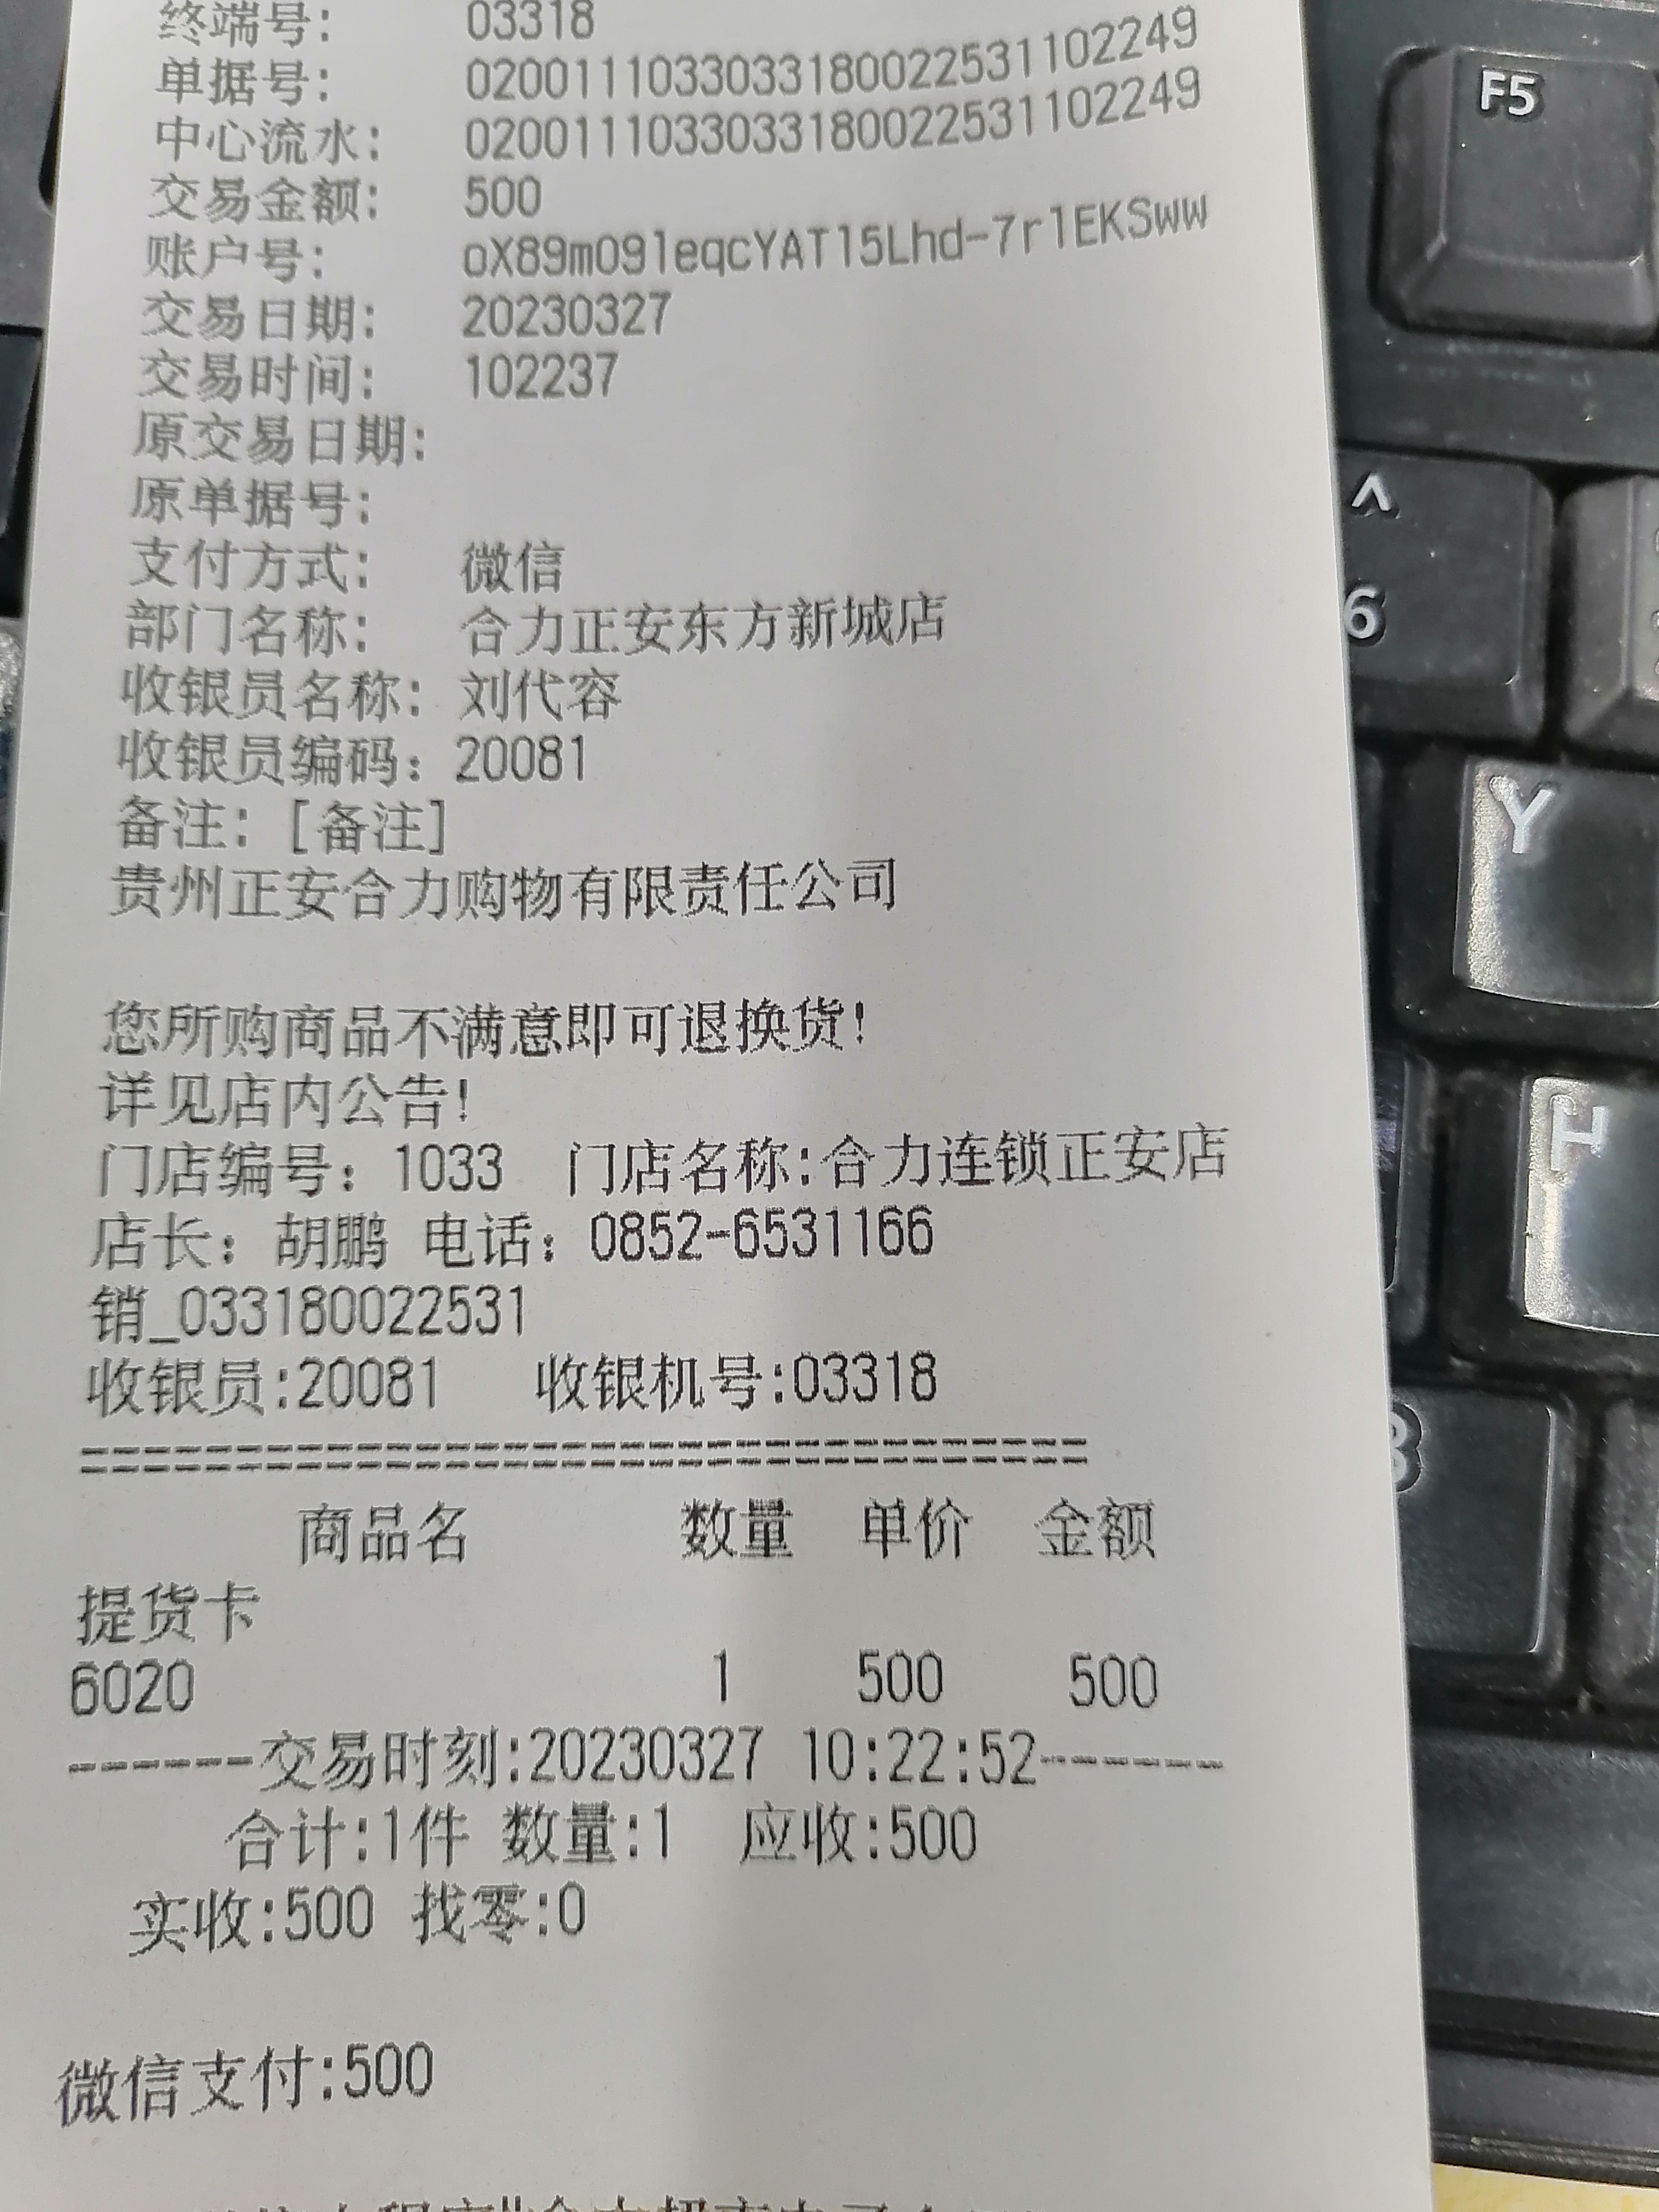 终端号: 03318
单据号: 0200111033033180022531102249
中心流水: 0200111033033180022531102249
交易金额: 500
账户号: oX89m091eqcYAT15Lhd-7r1EKSww
交易日期: 20230327
交易时间: 102237
原交易日期:
原单据号:
支付方式: 微信
部门名称: 合力正安东方新城店
收银员名称: 刘代容
收银员编码: 20081
备注: [备注]
贵州正安合力购物有限责任公司
您所购商品不满意即可退换货!
详见店内公告!
门店编号: 1033 门店名称:合力连锁正安店
店长: 胡鹏 电话: 0852-6531166
销_033180022531
收银员:20081 收银机号:03318
==================================
商品名 数量 单价 金额
提货卡
6020 1 500 500
------交易时刻:20230327 10:22:52------
合计:1件 数量:1 应收:500
实收:500 找零:0
微信支付:500
F5
^
6
Y
H
B